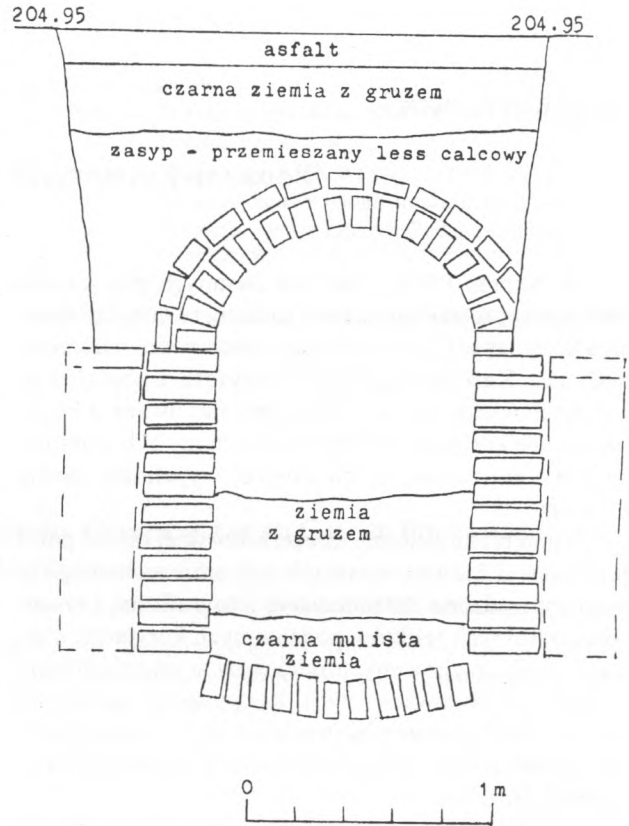 204.95 204.95
asfalt
czarna ziemia z gruzem
zasyp - przemieszany less calcowy
ziemia
z gruzem
czarna mulista
ziemia
0 1 m